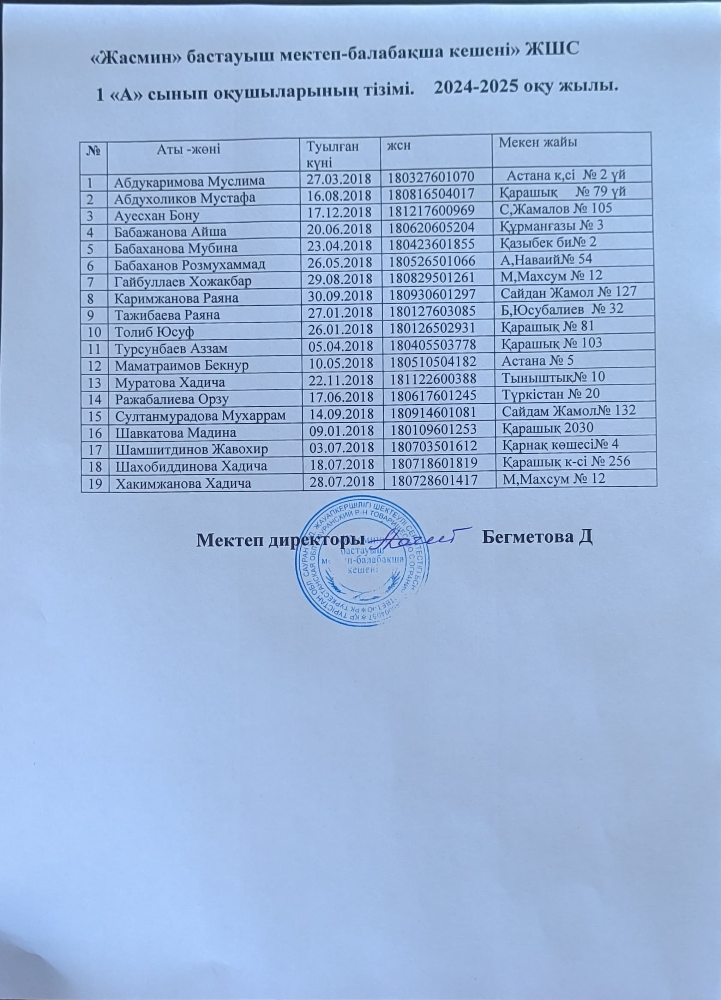 «Жасмин» бастауыш мектеп-балабақша кешені» ЖШС
1 «А» сынып оқушыларының тізімі. 2024-2025 оқу жылы.
№ Аты -жөні Туылған күні жсн Мекен жайы
1 Абдукаримова Муслима 27.03.2018 180327601070 Астана к,сі № 2 үй
2 Абдухоликов Мустафа 16.08.2018 180816504017 Қарашық № 79 үй
3 Ауесхан Бону 17.12.2018 181217600969 С,Жамалов № 105
4 Бабажанова Айша 20.06.2018 180620605204 Құрманғазы № 3
5 Бабаханова Мубина 23.04.2018 180423601855 Қазыбек би№ 2
6 Бабаханов Розмухаммад 26.05.2018 180526501066 А,Наваий№ 54
7 Гайбуллаев Хожакбар 29.08.2018 180829501261 М,Махсум № 12
8 Каримжанова Раяна 30.09.2018 180930601297 Сайдан Жамол № 127
9 Тажибаева Раяна 27.01.2018 180127603085 Б,Юсубалиев № 32
10 Толиб Юсуф 26.01.2018 180126502931 Қарашық № 81
11 Турсунбаев Аззам 05.04.2018 180405503778 Қарашық № 103
12 Маматраимов Бекнур 10.05.2018 180510504182 Астана № 5
13 Муратова Хадича 22.11.2018 181122600388 Тыныштық№ 10
14 Ражабалиева Орзу 17.06.2018 180617601245 Түркістан № 20
15 Султанмурадова Мухаррам 14.09.2018 180914601081 Сайдам Жамол№ 132
16 Шавкатова Мадина 09.01.2018 180109601253 Қарашық 2030
17 Шамшитдинов Жавохир 03.07.2018 180703501612 Қарнақ көшесі№ 4
18 Шахобиддинова Хадича 18.07.2018 180718601819 Қарашық к-сі № 256
19 Хакимжанова Хадича 28.07.2018 180728601417 М,Махсум № 12
Мектеп директоры Бегметова Д
ҚР ТҮРІСТАН ОБЛ САУРАН ЖАУАПКЕРШІЛІГІ ШЕКТЕУЛІ СЕРІКТЕСТІГІ БСН
РК ТУРКЕСТАНСКАЯ ОБЛ САУРАНСКИЙ Р-Н ТОВАРИЩЕСТВО С
бастауыш
балабақша
кешені